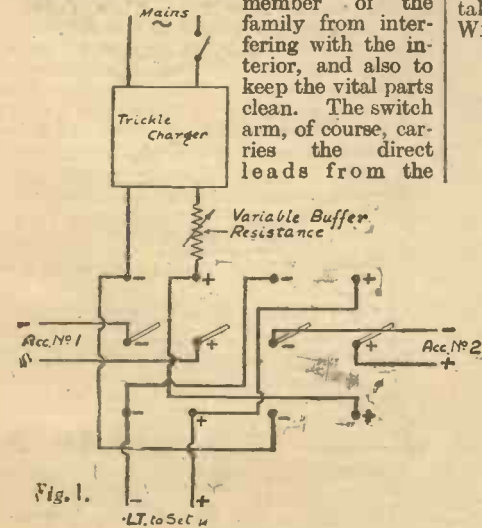 member of the
family from inter-
fering with the in-
terior, and also to
keep the vital parts
clean. The switch
arm, of course, car-
ries the direct
leads from the
Mains
~
Trickle
Charger
Variable Buffer
Resistance
- + - +
-
Acc. Nº 1
- + - +
-
Acc. Nº 2
+
- + - +
Fig. 1.
- +
L.T. to Set